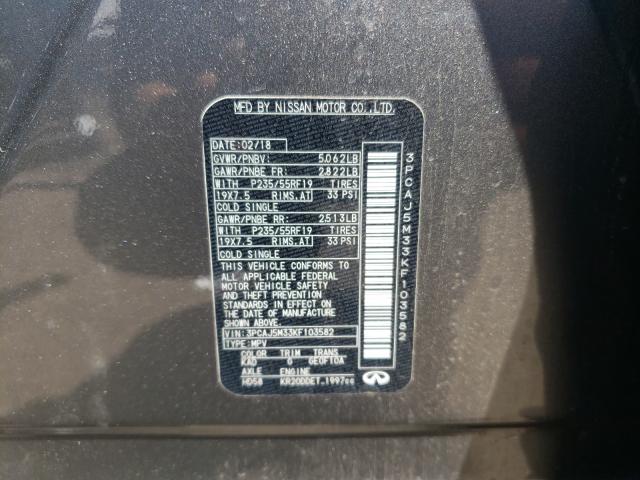 MFD BY NISSAN MOTOR CO.,LTD.
DATE:02/18
GVWR/PNBV: 5,062LB
GAWR/PNBE FR: 2,822LB
WITH P235/55RF19 TIRES
19X7.5 RIMS.AT 33 PSI
COLD SINGLE
GAWR/PNBE RR: 2,513LB
WITH P235/55RF19 TIRES
19X7.5 RIMS.AT 33 PSI
COLD SINGLE
THIS VEHICLE CONFORMS TO
ALL APPLICABLE FEDERAL
MOTOR VEHICLE SAFETY
AND THEFT PREVENTION
STANDARDS IN EFFECT ON THE
DATE OF MANUFACTURE
SHOWN ABOVE.
VIN: 3PCAJ5M33KF103582
TYPE: MPV
COLOR TRIM TRANS
KAD G GE0F10A
AXLE ENGINE
HD58 KR20DDET 1997cc
3PCAJ5M33KF103582